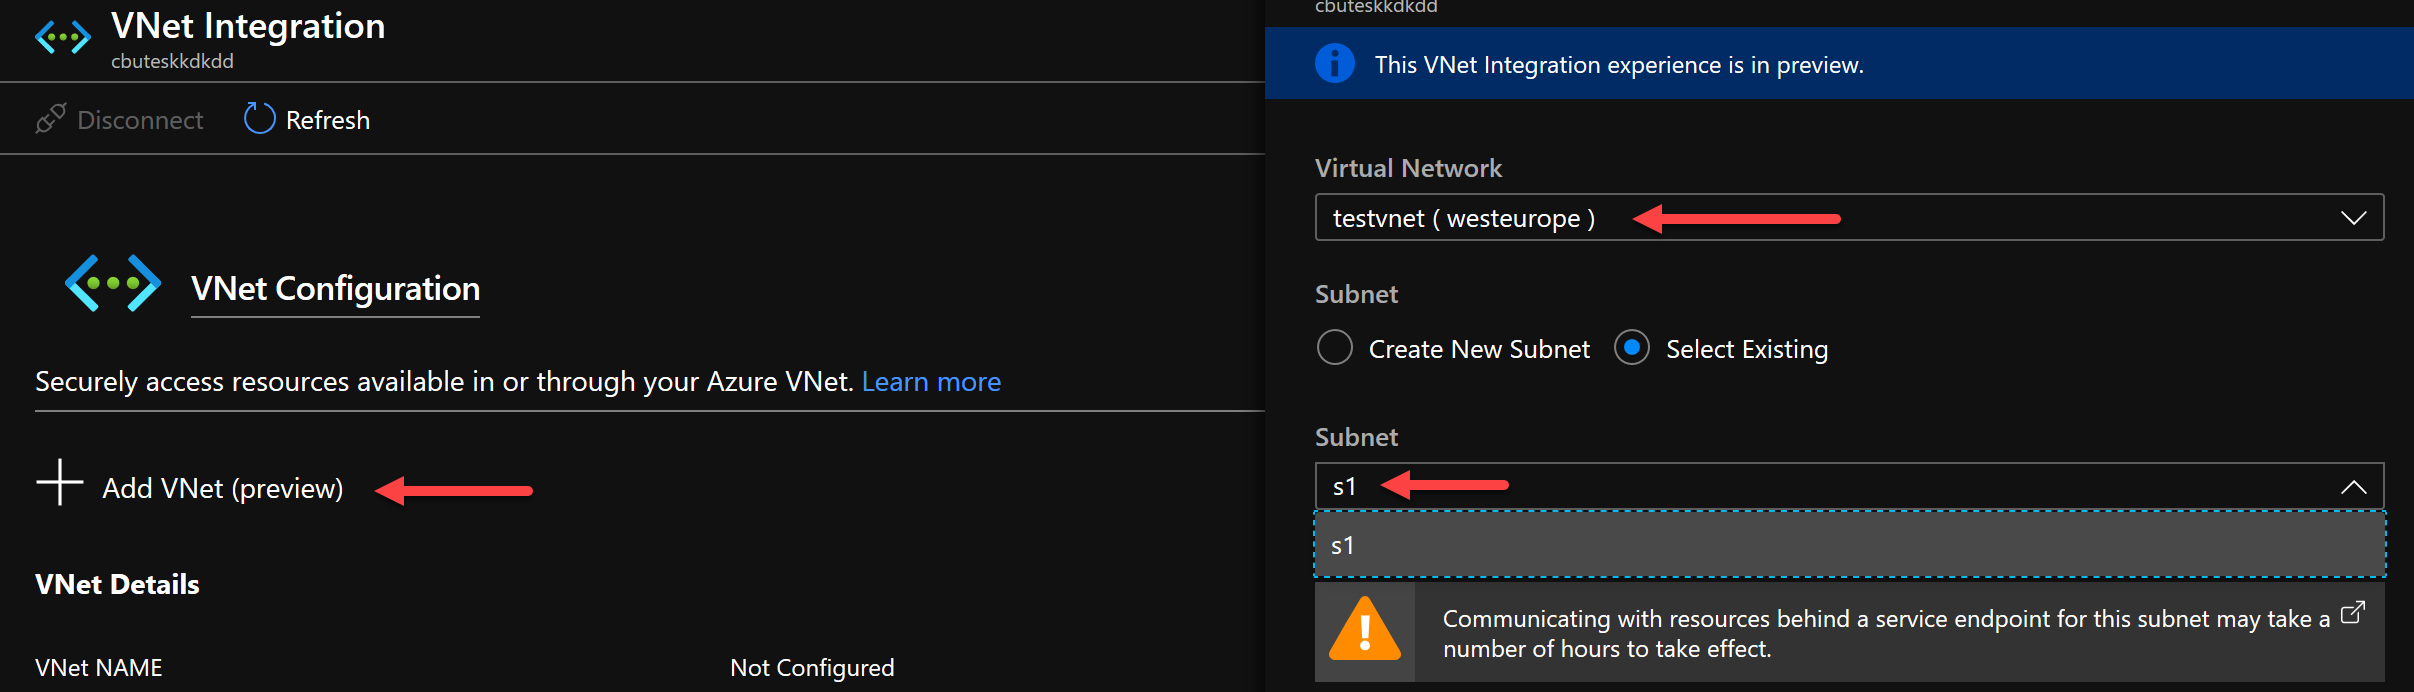 VNet Integration
cbuteskkdkdd
Disconnect
Refresh
VNet Configuration
Securely access resources available in or through your Azure VNet. Learn more
Add VNet (preview)
VNet Details
VNet NAME
Not Configured
cbuteskkdkdd
This VNet Integration experience is in preview.
Virtual Network
testvnet ( westeurope )
Subnet
Create New Subnet
Select Existing
Subnet
s1
s1
Communicating with resources behind a service endpoint for this subnet may take a
number of hours to take effect.